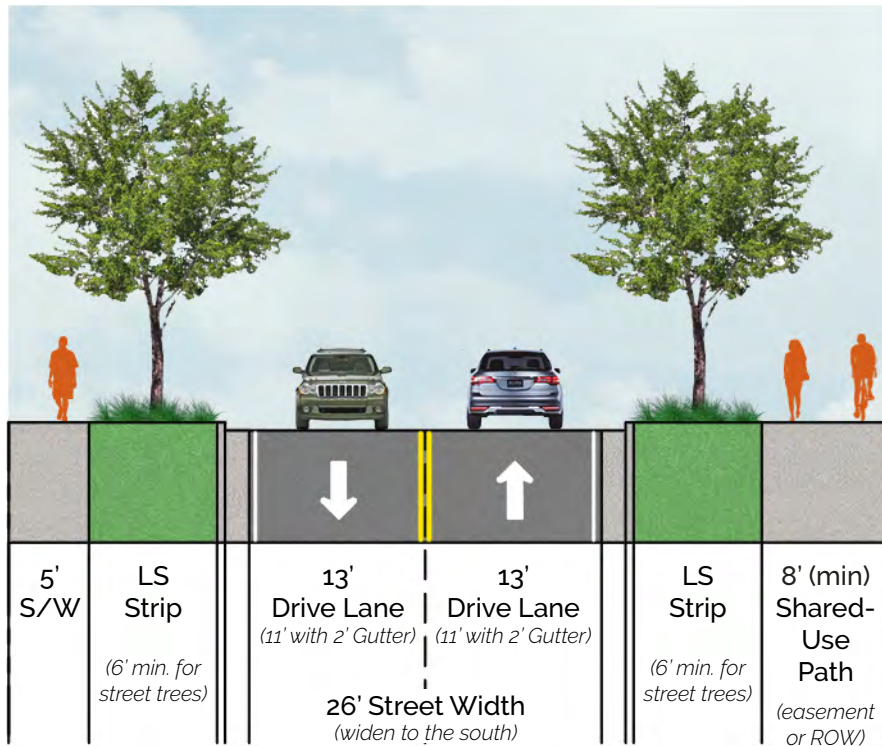 5'
S/W
LS
Strip
(6' min. for
street trees)
13'
Drive Lane
(11' with 2' Gutter)
13'
Drive Lane
(11' with 2' Gutter)
26' Street Width
(widen to the south)
LS
Strip
(6' min. for
street trees)
8' (min)
Shared-
Use
Path
(easement
or ROW)